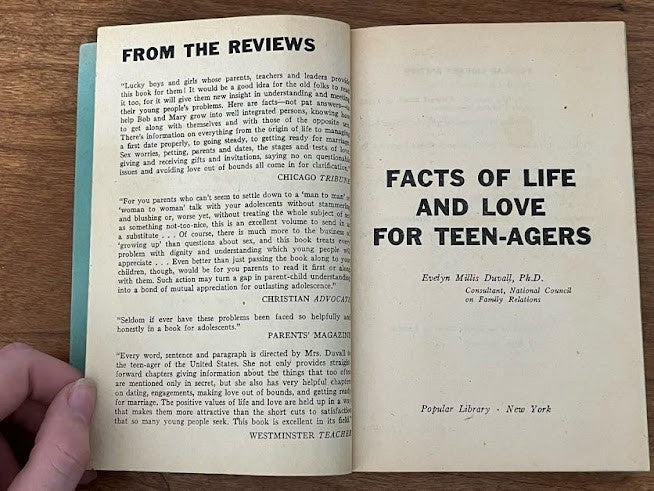 FROM THE REVIEWS
"Lucky boys and girls whose parents, teachers and leaders provide
this book for them! It would be a good idea for the old folks to read
it too, for it will give them new insight in understanding and meeting
their young people's problems. Here are facts—not pat answers—to
help Bob and Mary grow into well integrated persons, knowing how
to get along with themselves and with those of the opposite sex.
There's information on everything from the origin of life to managing
a first date properly, to going steady, to getting ready for marriage.
Sex worries, petting, parents and dates, the stages and tests of love,
giving and receiving gifts and invitations, saying no on questionable
issues and avoiding love out of bounds all come in for clarification."
CHICAGO TRIBUNE
"For you parents who can't seem to settle down to a 'man to man' or
'woman to woman' talk with your adolescents without stammering
and blushing or, worse yet, without treating the whole subject of sex
as something not-too-nice, this is an excellent volume to send in as
a substitute . . . Of course, there is much more to the business of
'growing up' than questions about sex, and this book treats every
problem with dignity and understanding which young people will
appreciate . . . Even better than just passing the book along to your
children, though, would be for you parents to read it first or along
with them. Such action may turn a gap in parent-child understanding
into a bond of mutual appreciation for outlasting adolescence."
CHRISTIAN ADVOCATE
"Seldom if ever have these problems been faced so helpfully and
honestly in a book for adolescents."
PARENTS' MAGAZINE
"Every word, sentence and paragraph is directed by Mrs. Duvall to
the teen-ager of the United States. She not only provides straight-
forward chapters giving information about the things that too often
are mentioned only in secret, but she also has very helpful chapters
on dating, engagements, making love out of bounds, and getting ready
for marriage. The positive values of life and love are held up in a way
that makes them more attractive than the short cuts to satisfaction
that so many young people seek. This book is excellent in its field."
WESTMINSTER TEACHER
FACTS OF LIFE
AND LOVE
FOR TEEN-AGERS
Evelyn Millis Duvall, Ph.D.
Consultant, National Council
on Family Relations
Popular Library · New York